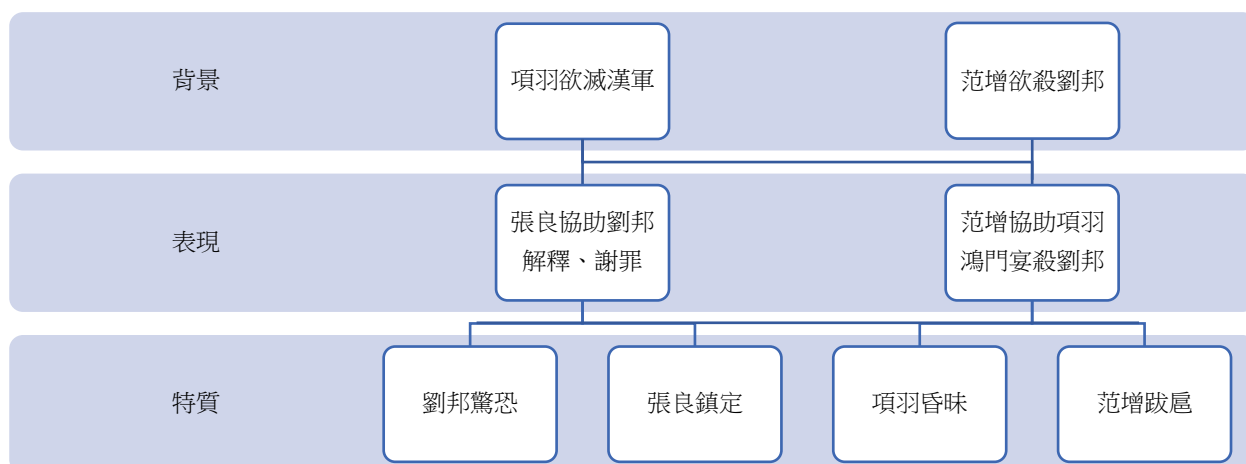 背景
項羽欲滅漢軍
范增欲殺劉邦
表現
張良協助劉邦
解釋、謝罪
范增協助項羽
鴻門宴殺劉邦
特質
劉邦驚恐
張良鎮定
項羽昏昧
范增跋扈